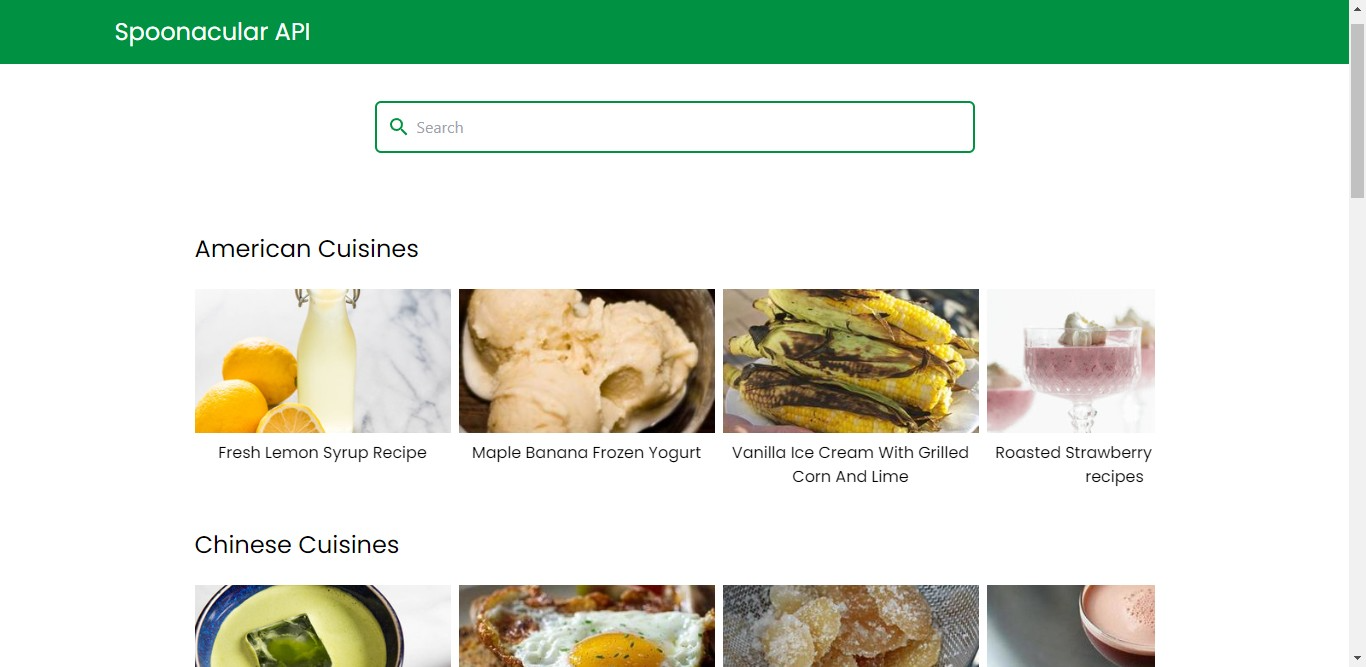 Spoonacular API
Search
American Cuisines
Fresh Lemon Syrup Recipe
Maple Banana Frozen Yogurt
Vanilla Ice Cream With Grilled
Corn And Lime
Roasted Strawberry
recipes
Chinese Cuisines